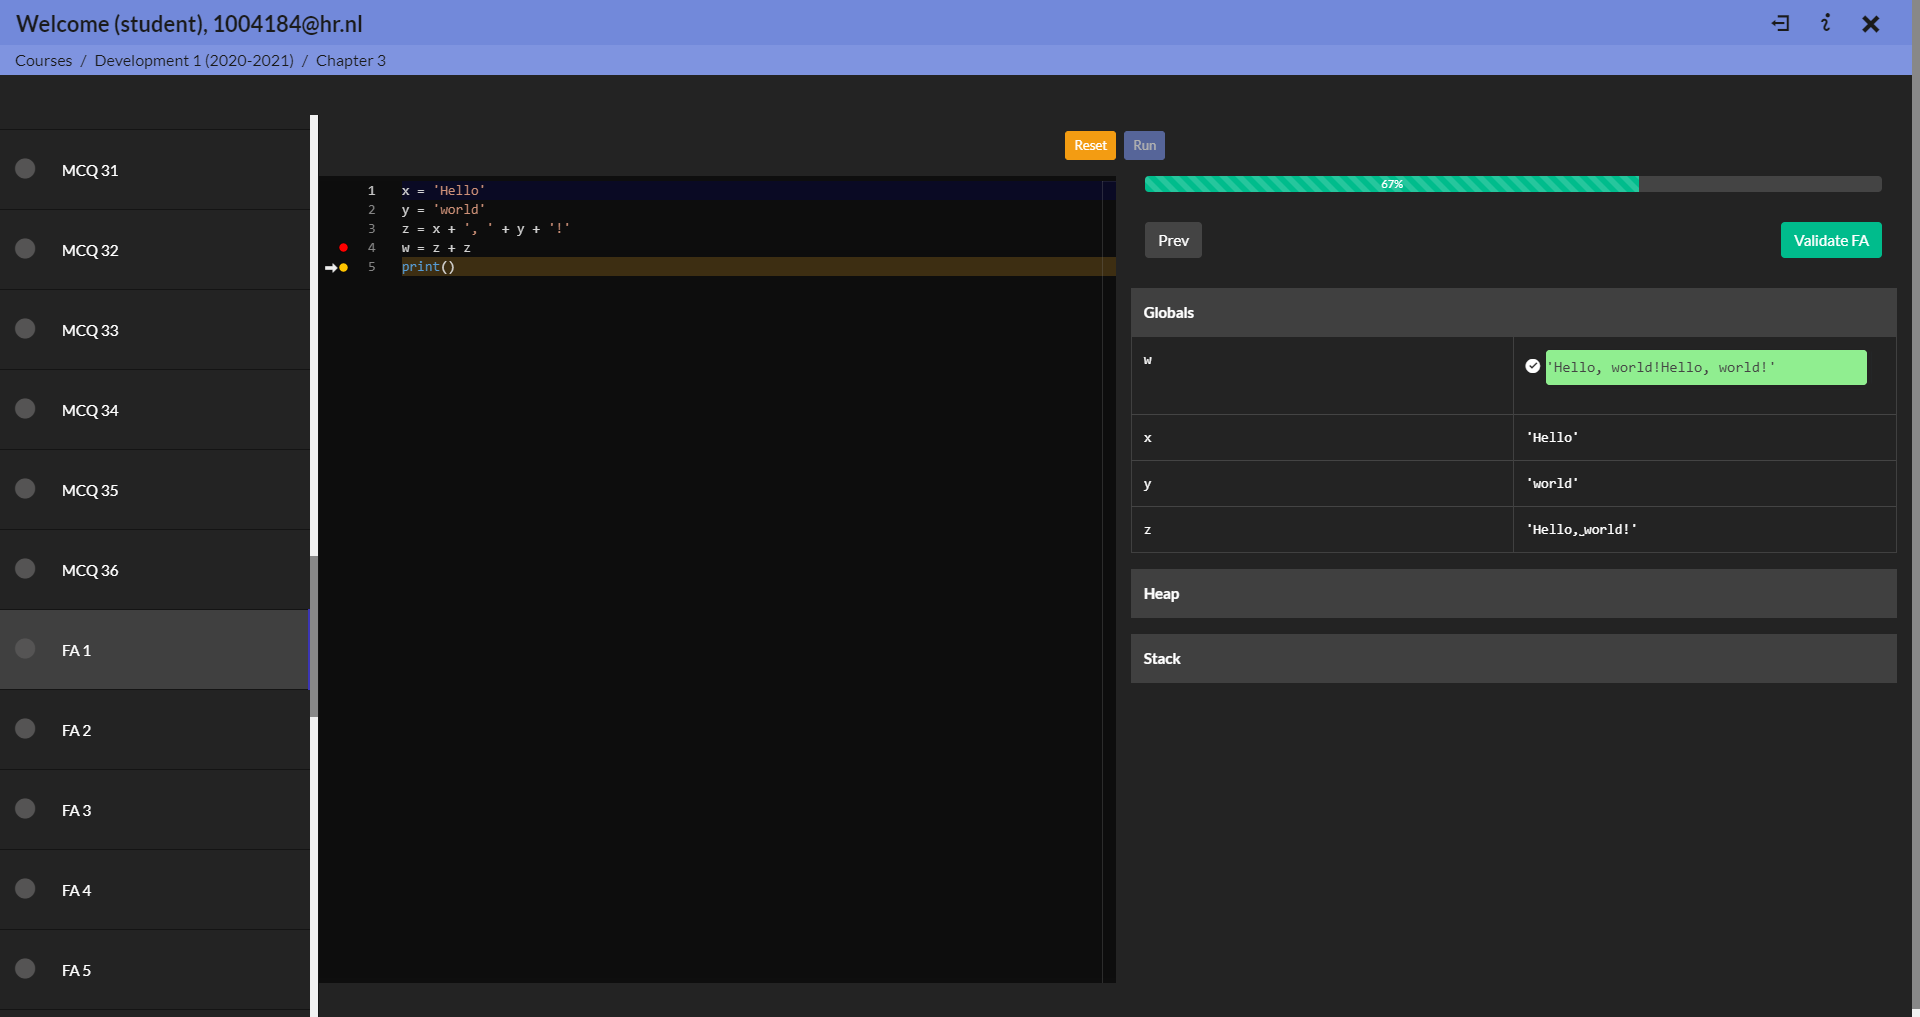 Welcome (student), 1004184@hr.nl
Courses / Development 1 (2020-2021) / Chapter 3
MCQ 31
MCQ 32
MCQ 33
MCQ 34
MCQ 35
MCQ 36
FA 1
FA 2
FA 3
FA 4
FA 5
Reset Run
1 x = 'Hello'
2 y = 'world'
3 z = x + ', ' + y + '!'
4 w = z + z
5 print()
67%
Prev Validate FA
Globals
w 'Hello, world!Hello, world!'
x 'Hello'
y 'world'
z 'Hello,˽world!'
Heap
Stack